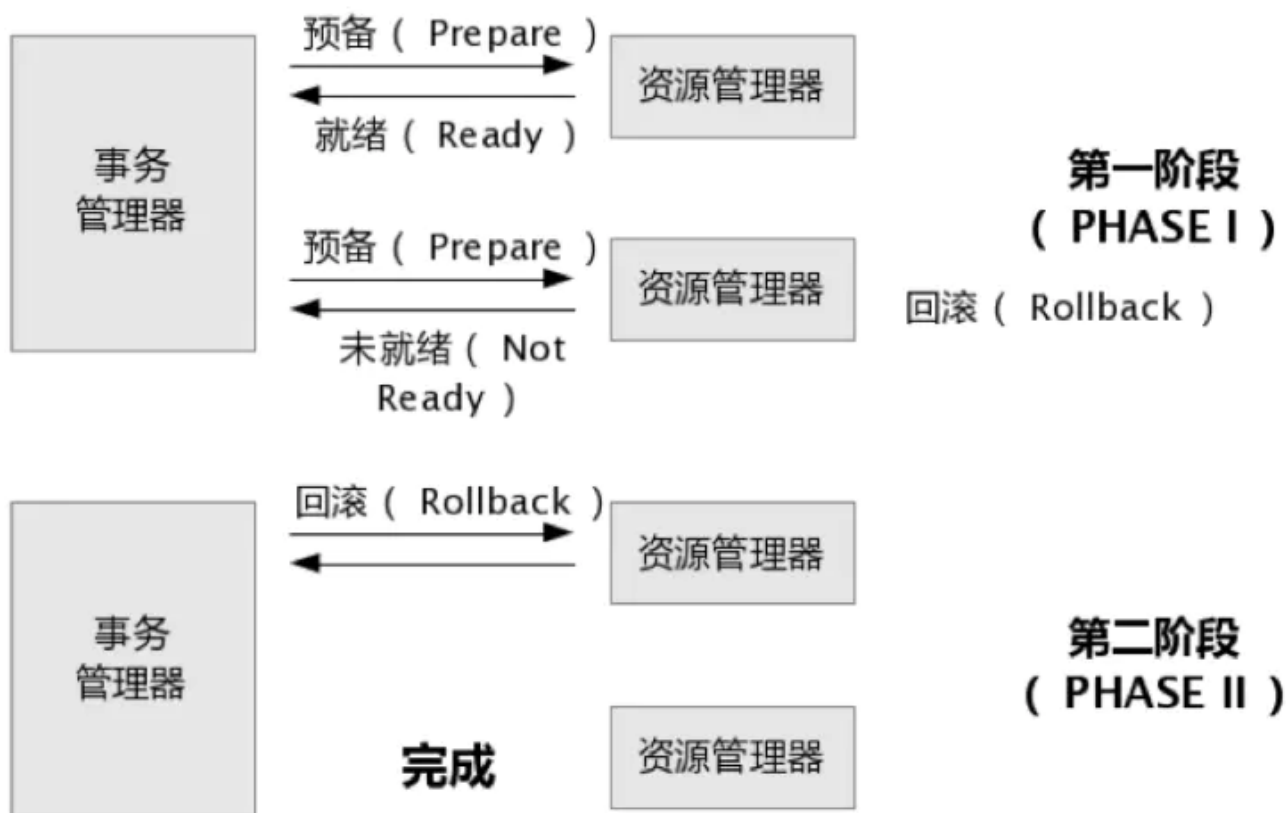 预备（ Prepare ）
资源管理器
就绪（ Ready ）
事务
管理器
第一阶段
（ PHASE I ）
预备（ Prepare ）
资源管理器
回滚（ Rollback ）
未就绪（ Not
Ready ）
回滚（ Rollback ）
资源管理器
事务
管理器
第二阶段
（ PHASE II ）
完成
资源管理器